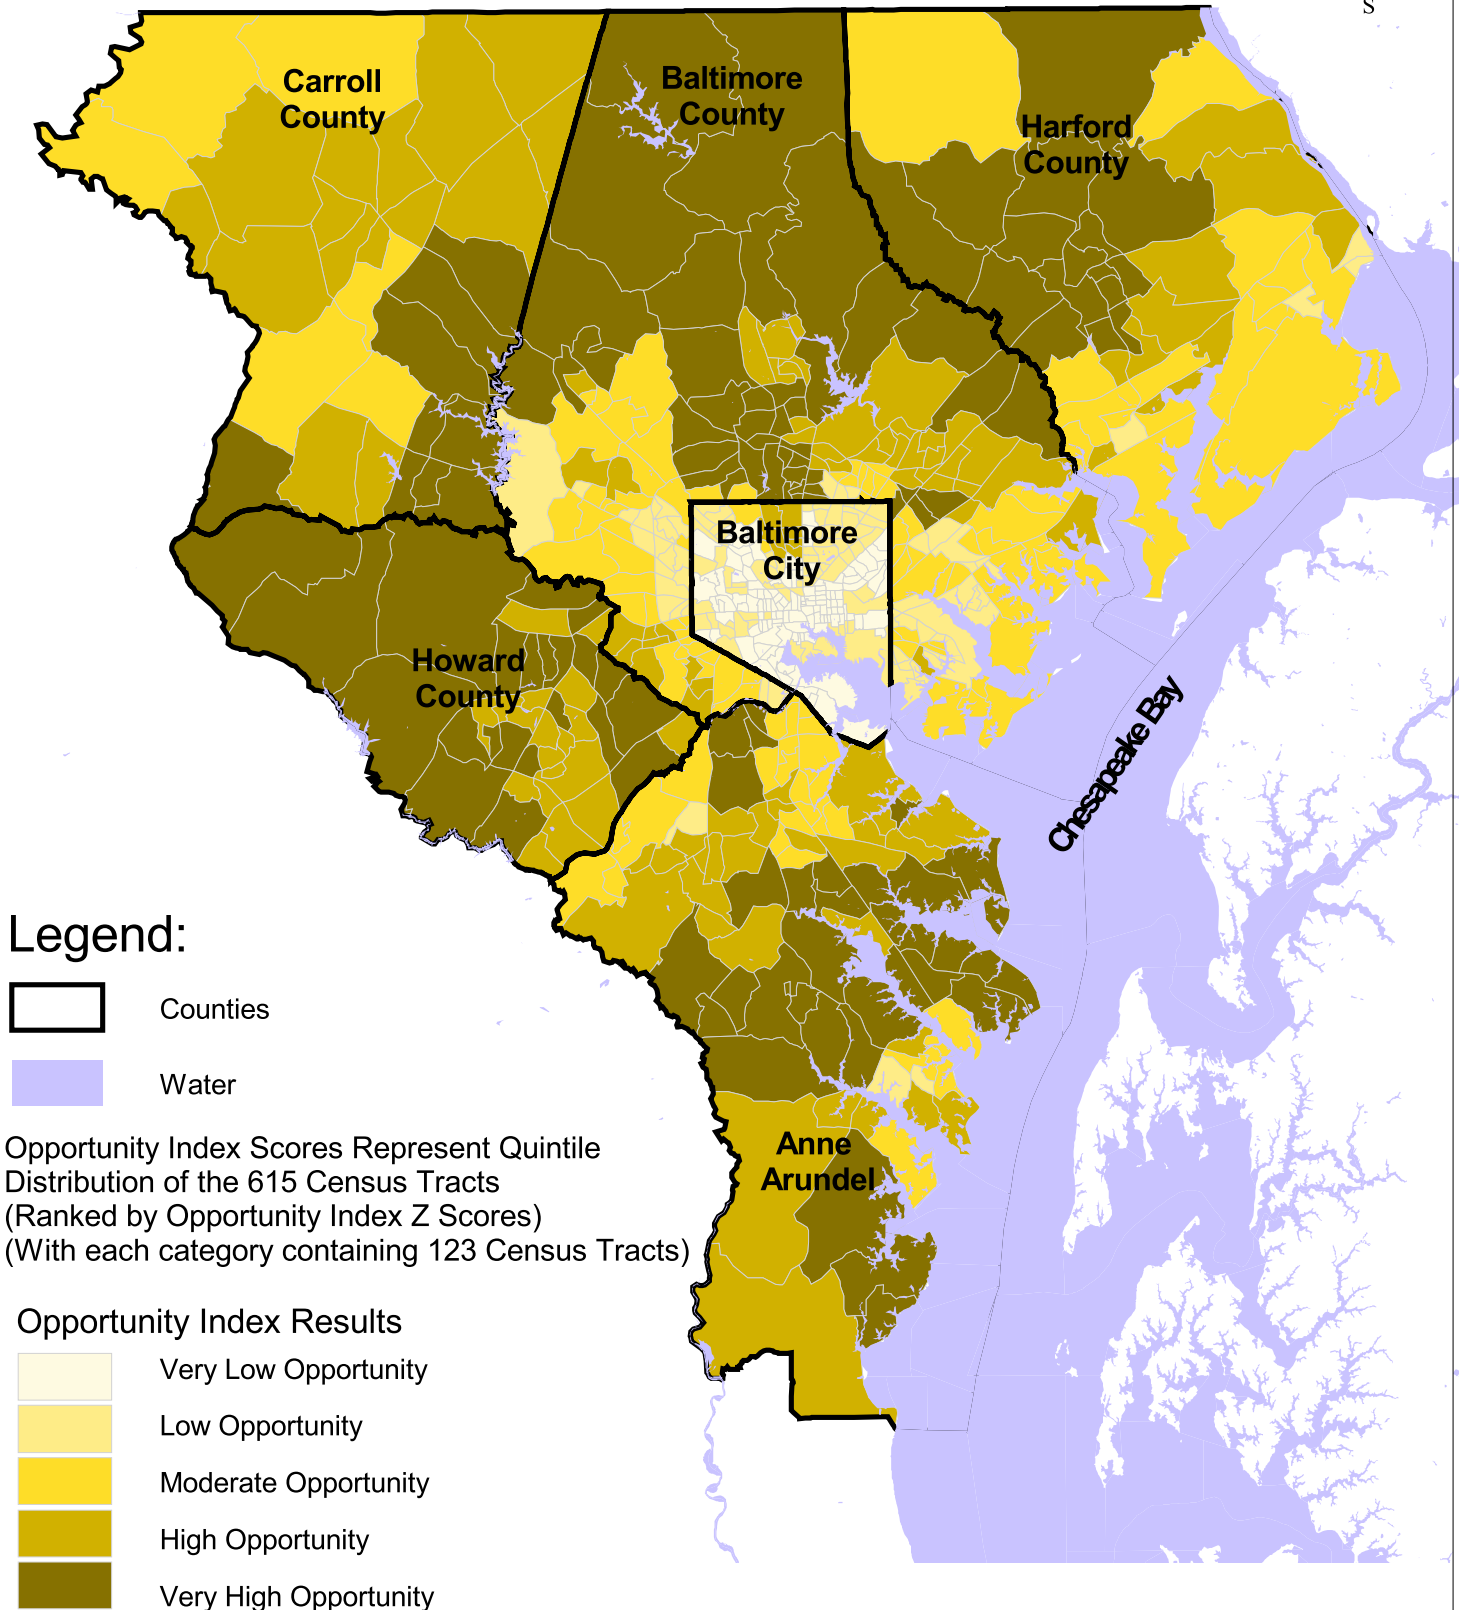 S
Carroll
County
Baltimore
County
Harford
County
Baltimore
City
Howard
County
Chesapeake Bay
Anne
Arundel
Legend:
Counties
Water
Opportunity Index Scores Represent Quintile
Distribution of the 615 Census Tracts
(Ranked by Opportunity Index Z Scores)
(With each category containing 123 Census Tracts)
Opportunity Index Results
Very Low Opportunity
Low Opportunity
Moderate Opportunity
High Opportunity
Very High Opportunity